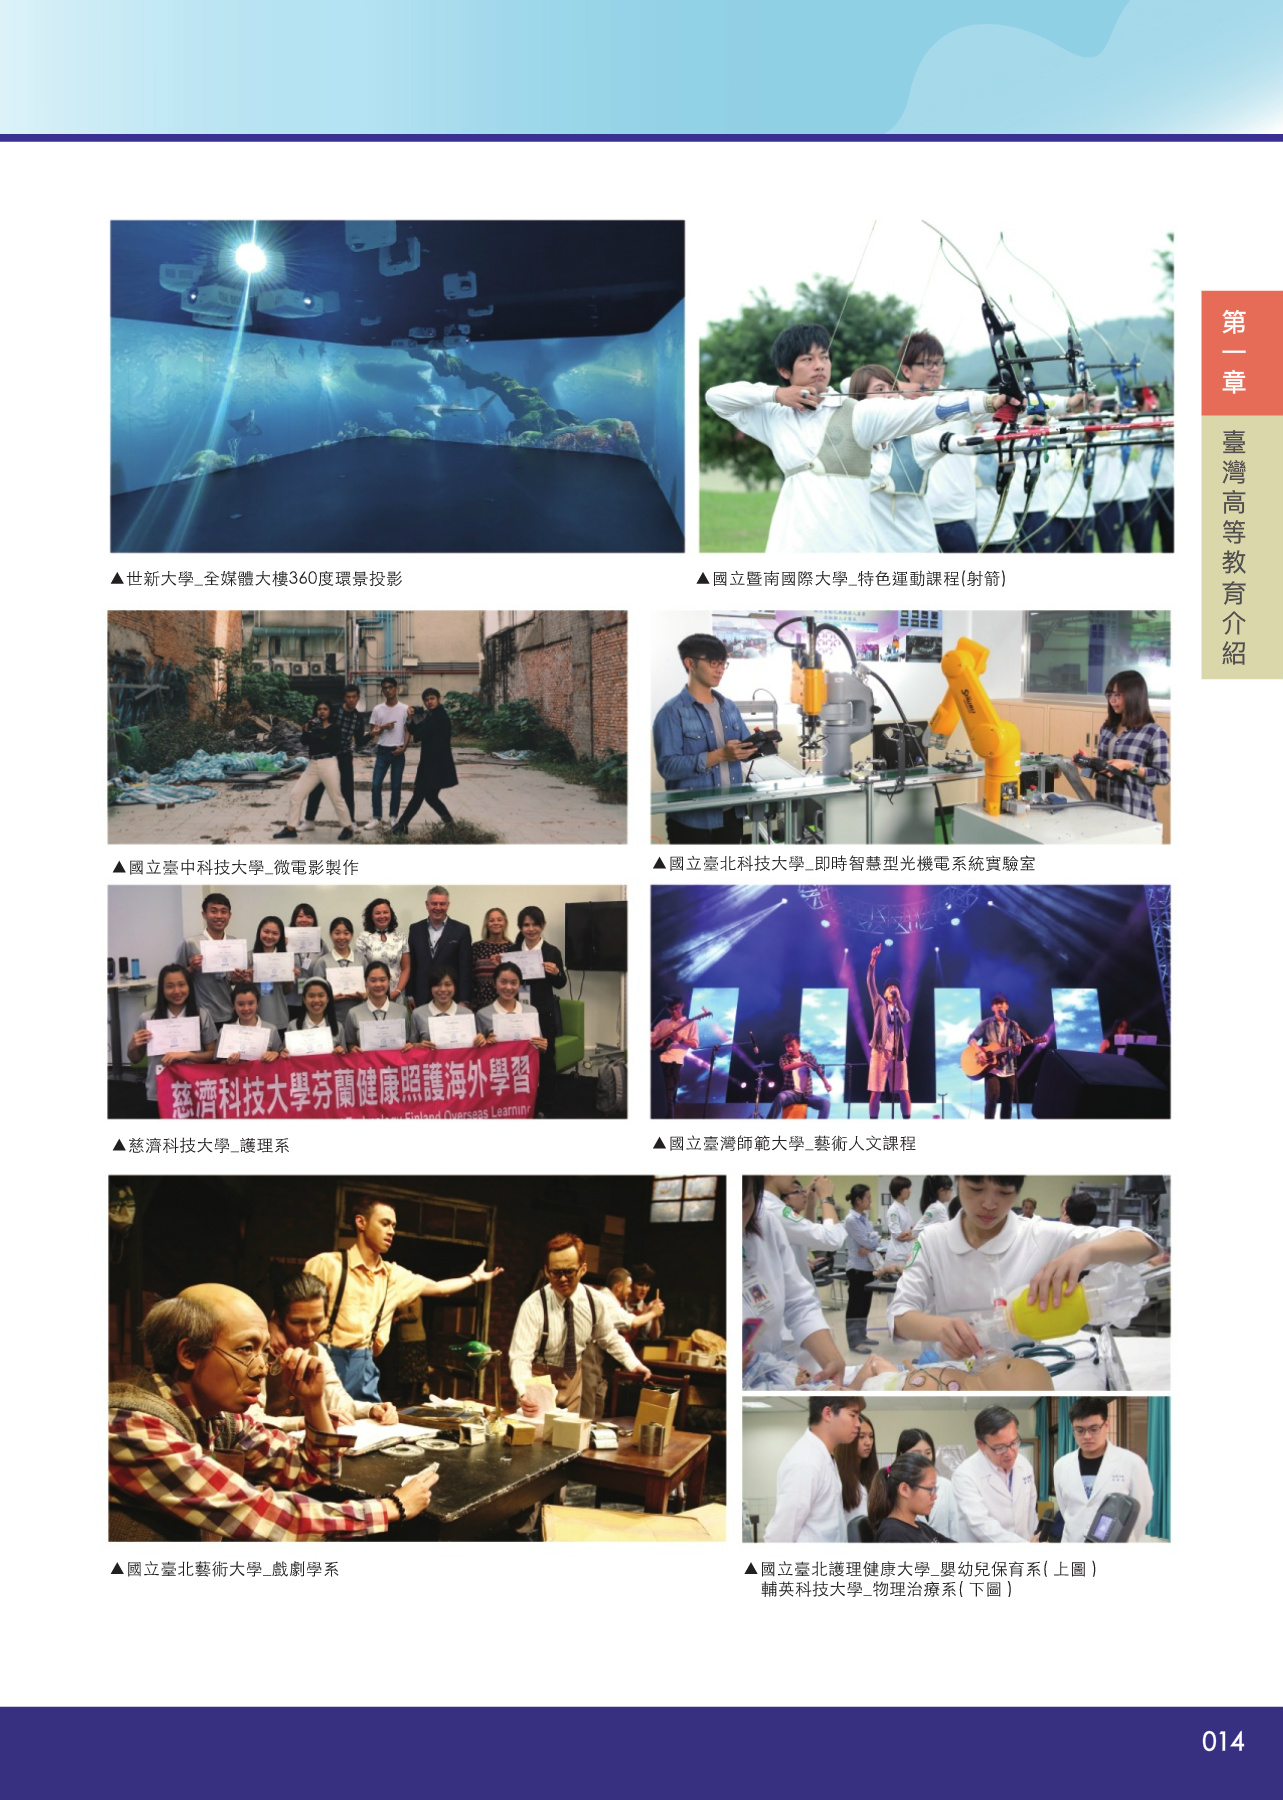 第一章
臺灣高等教育介紹
▲世新大學_全媒體大樓360度環景投影
▲國立暨南國際大學_特色運動課程(射箭)
▲國立臺中科技大學_微電影製作
▲國立臺北科技大學_即時智慧型光機電系統實驗室
慈濟科技大學芬蘭健康照護海外學習
Finland Overseas Learning
▲慈濟科技大學_護理系
▲國立臺灣師範大學_藝術人文課程
▲國立臺北藝術大學_戲劇學系
▲國立臺北護理健康大學_嬰幼兒保育系(上圖)
輔英科技大學_物理治療系(下圖)
014